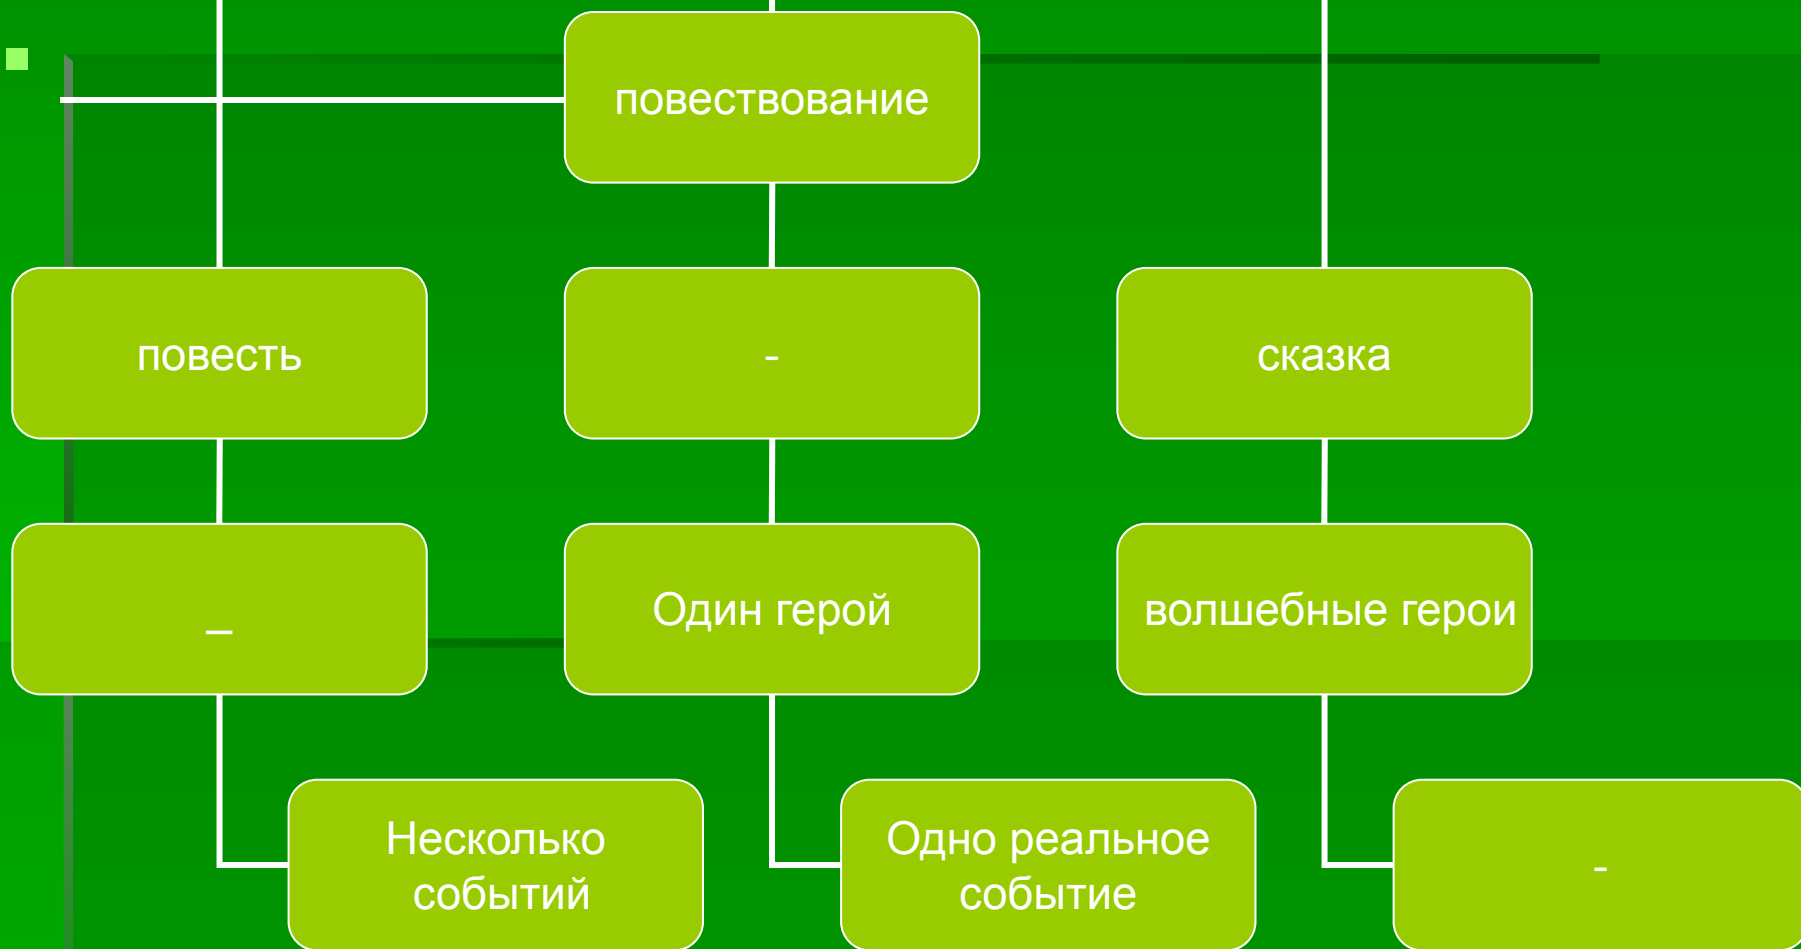 повествование
повесть
-
сказка
_
Один герой
волшебные герои
Несколько
событий
Одно реальное
событие
-